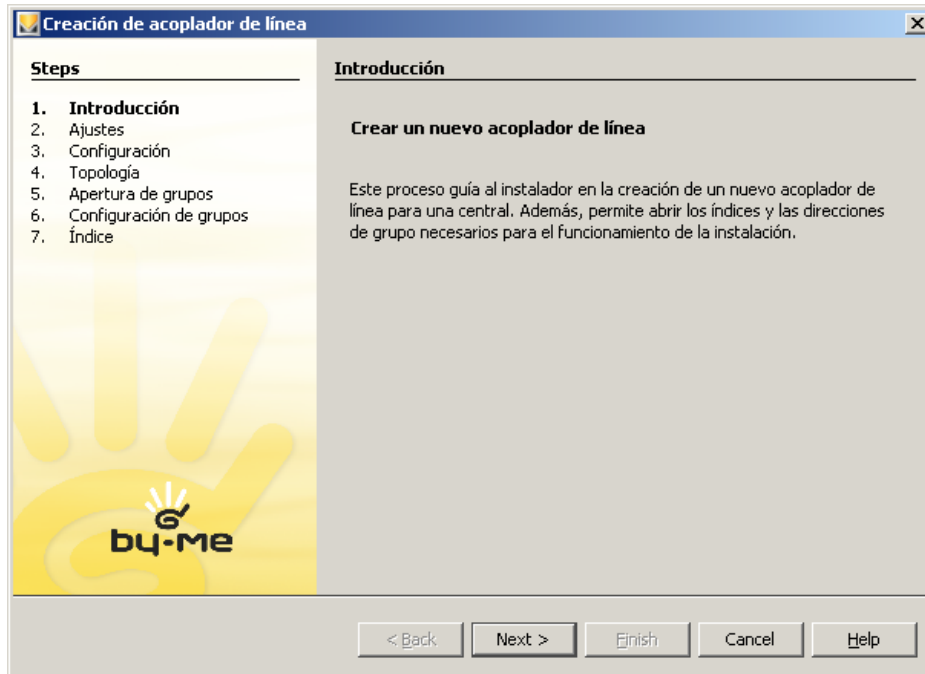 Creación de acoplador de línea
Steps
1. Introducción
2. Ajustes
3. Configuración
4. Topología
5. Apertura de grupos
6. Configuración de grupos
7. Índice
by-me
Introducción
Crear un nuevo acoplador de línea
Este proceso guía al instalador en la creación de un nuevo acoplador de
línea para una central. Además, permite abrir los índices y las direcciones
de grupo necesarios para el funcionamiento de la instalación.
< Back
Next >
Finish
Cancel
Help